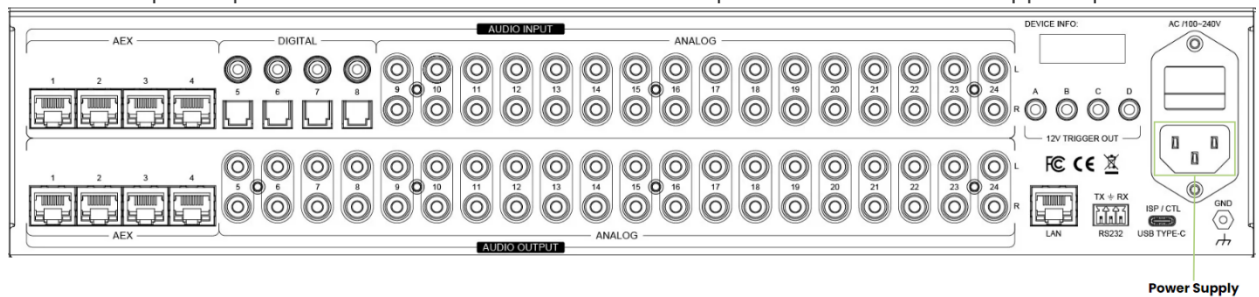 AUDIO INPUT
AEX
DIGITAL
ANALOG
DEVICE INFO:
AC /100~240V
1 2 3 4
5 6 7 8
9 10 11 12 13 14 15 16 17 18 19 20 21 22 23 24
L
R
A B C D
12V TRIGGER OUT
FC CE
1 2 3 4
5 6 7 8 9 10 11 12 13 14 15 16 17 18 19 20 21 22 23 24
L
R
LAN
TX RX
RS232
ISP / CTL
USB TYPE-C
GND
AEX
ANALOG
AUDIO OUTPUT
Power Supply